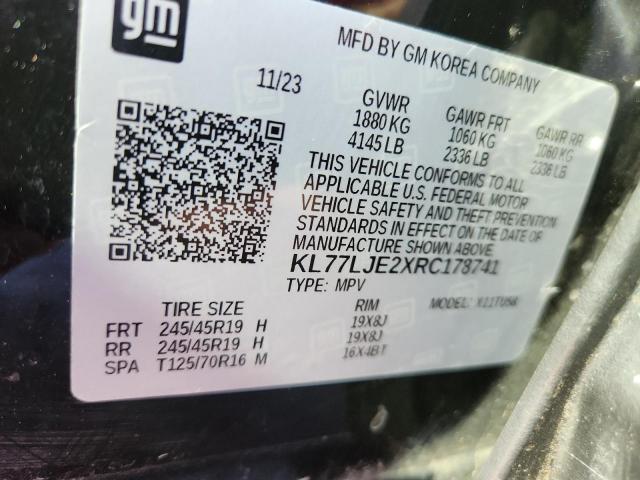 gm
MFD BY GM KOREA COMPANY
11/23
GVWR GAWR FRT GAWR RR
1880 KG 1060 KG 1060 KG
4145 LB 2336 LB 2336 LB
THIS VEHICLE CONFORMS TO ALL
APPLICABLE U.S. FEDERAL MOTOR
VEHICLE SAFETY AND THEFT PREVENTION
STANDARDS IN EFFECT ON THE DATE OF
MANUFACTURE SHOWN ABOVE
KL77LJE2XRC178741
TYPE: MPV MODEL: X11TU58
TIRE SIZE RIM
FRT 245/45R19 H 19X8J
RR 245/45R19 H 19X8J
SPA T125/70R16 M 16X4BT